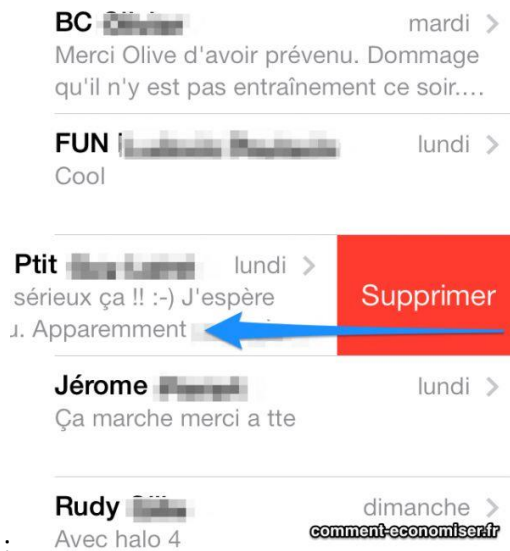 BC mardi >
Merci Olive d'avoir prévenu. Dommage
qu'il n'y est pas entraînement ce soir....
FUN lundi >
Cool
Ptit lundi >
sérieux ça !! :-) J'espère
Supprimer
u. Apparemment
Jérome lundi >
Ça marche merci a tte
Rudy dimanche >
Avec halo 4
comment-economiser.fr